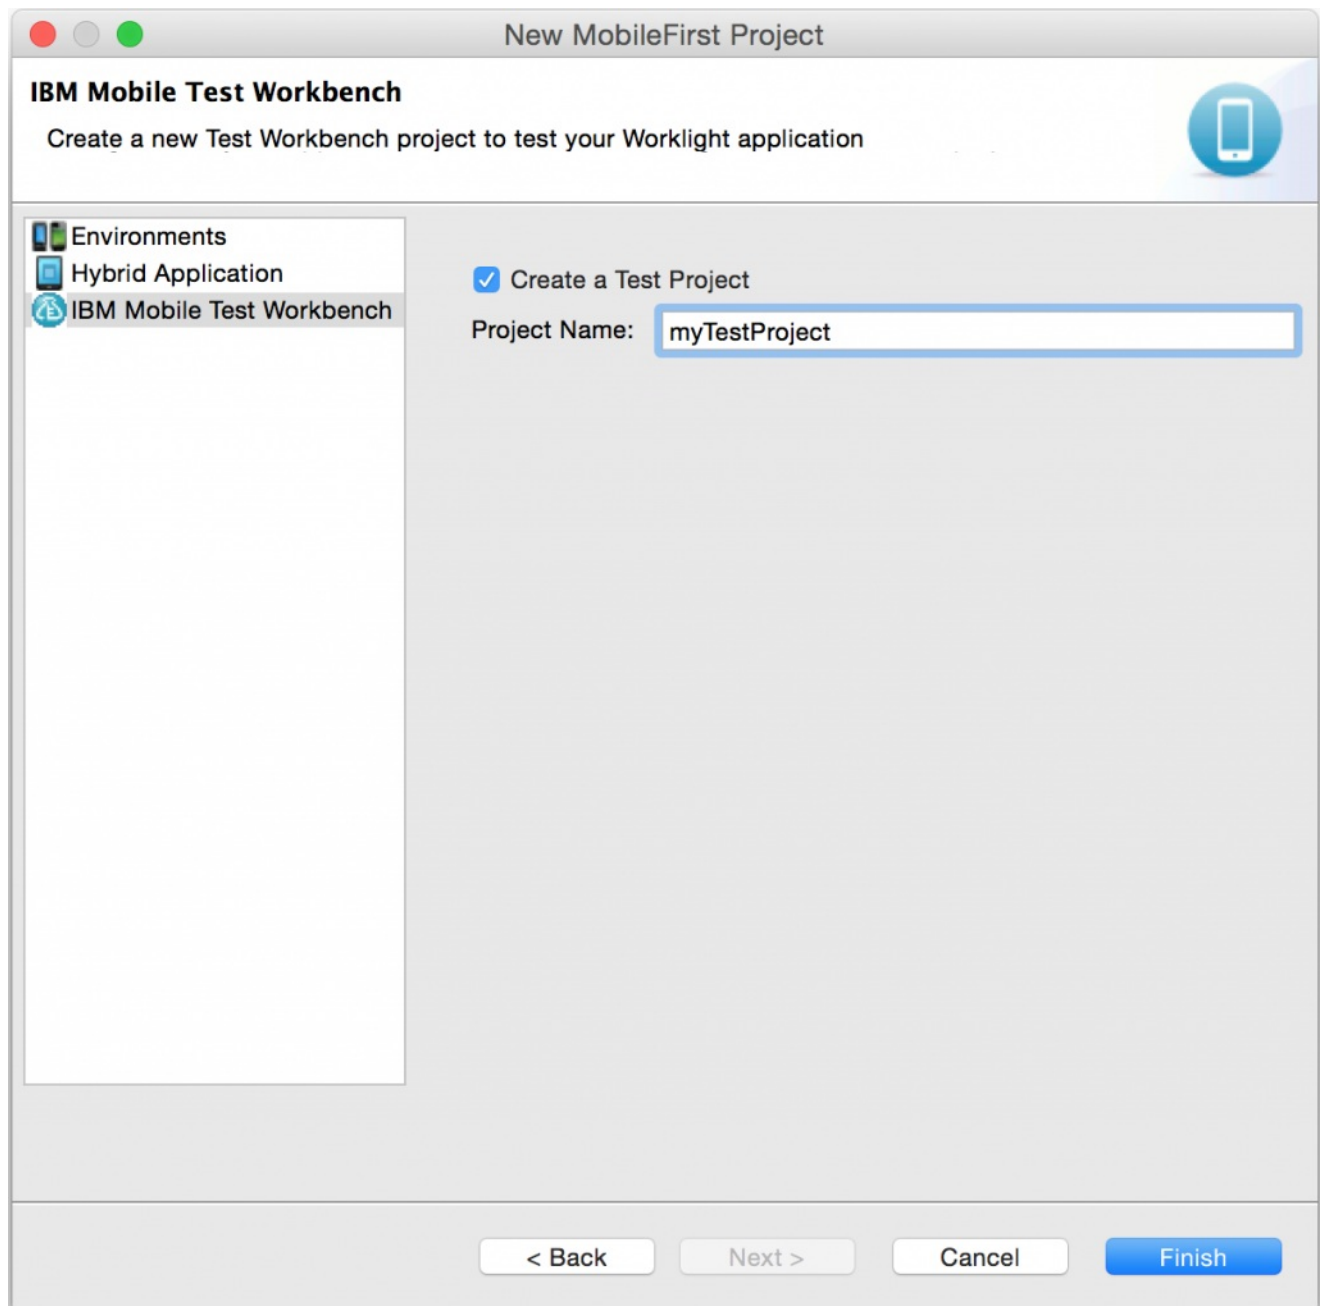 New MobileFirst Project
IBM Mobile Test Workbench
Create a new Test Workbench project to test your Worklight application
Environments
Hybrid Application
IBM Mobile Test Workbench
Create a Test Project
Project Name: myTestProject
< Back Next > Cancel Finish